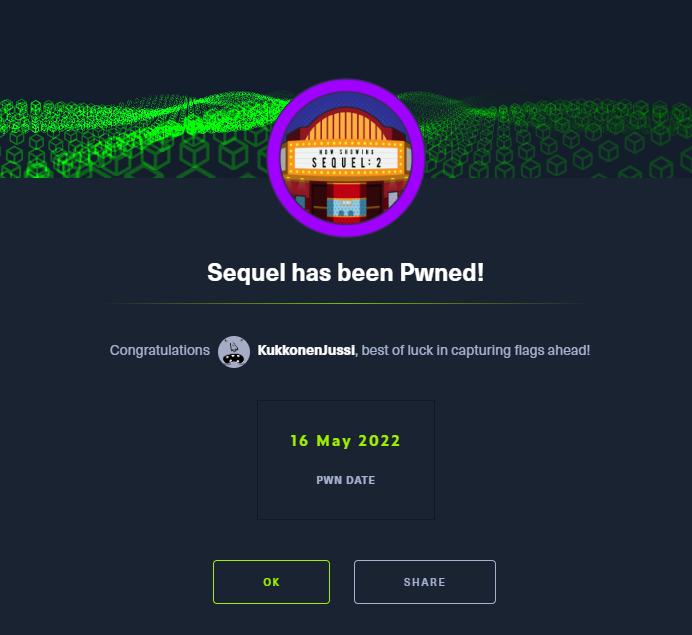 NOW SHOWING
SEQUEL: 2
Sequel has been Pwned!
Congratulations KukkonenJussi, best of luck in capturing flags ahead!
16 May 2022
PWN DATE
OK SHARE